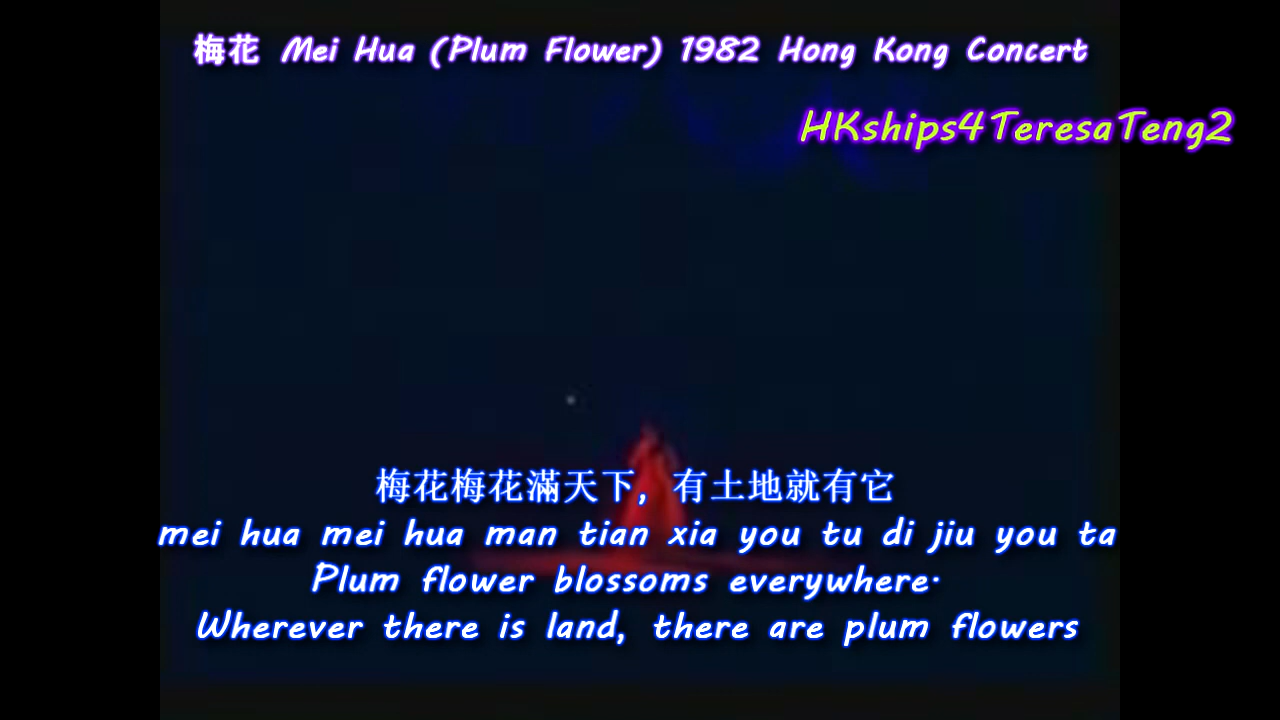 梅花 Mei Hua (Plum Flower) 1982 Hong Kong Concert
HKships4TeresaTeng2
梅花梅花滿天下, 有土地就有它
mei hua mei hua man tian xia you tu di jiu you ta
Plum flower blossoms everywhere.
Wherever there is land, there are plum flowers